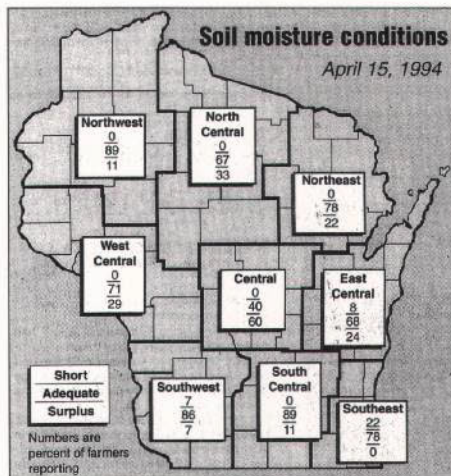 Soil moisture conditions
April 15, 1994
Northwest
0
89
11
North
Central
0
67
33
Northeast
0
78
22
West
Central
0
71
29
Central
0
40
60
East
Central
8
68
24
Southwest
7
86
7
South
Central
0
89
11
Southeast
22
78
0
Short
Adequate
Surplus
Numbers are
percent of farmers
reporting